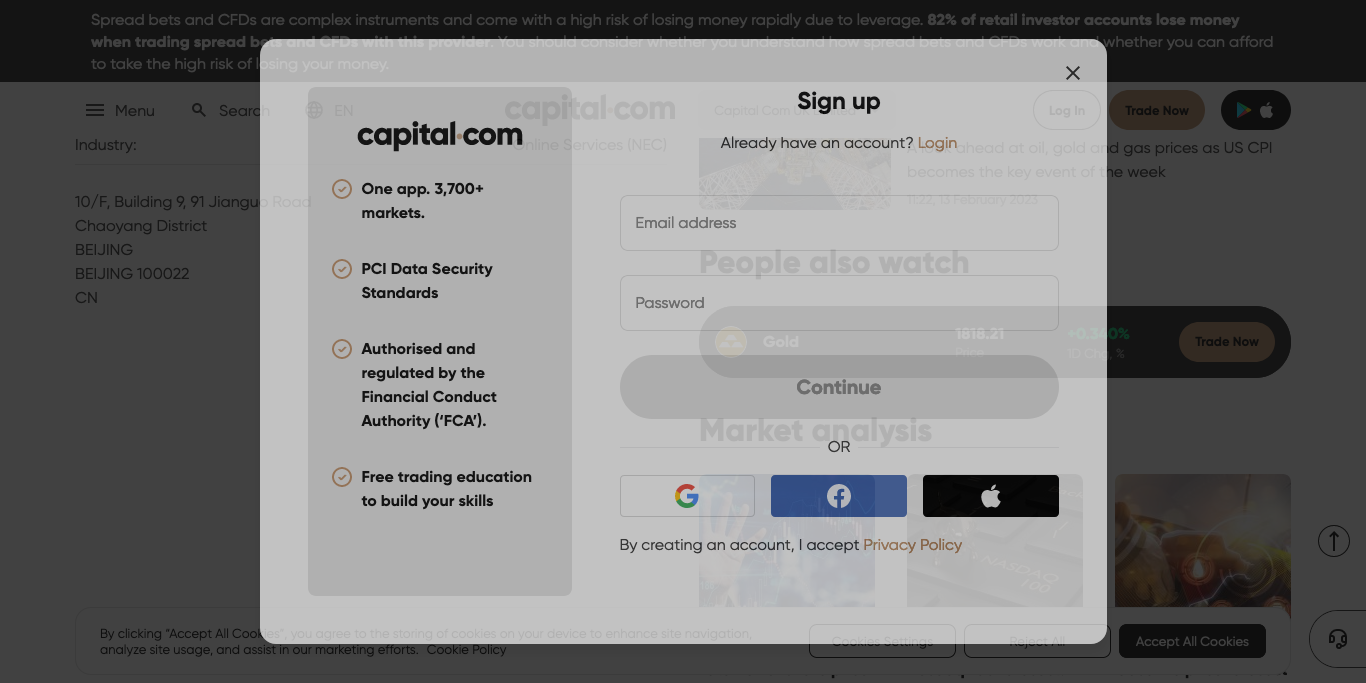 Spread bets and CFDs are complex instruments and come with a high risk of losing money rapidly due to leverage. 82% of retail investor accounts lose money
when trading spread bets and CFDs with this provider. You should consider whether you understand how spread bets and CFDs work and whether you can afford
to take the high risk of losing your money.
Menu
Search
EN
capital.com
Capital Com UK Limited
Log In
Trade Now
Industry:
Online Services (NEC)
10/F, Building 9, 91 Jianguo Road
Chaoyang District
BEIJING
BEIJING 100022
CN
capital.com
One app. 3,700+
markets.
PCI Data Security
Standards
Authorised and
regulated by the
Financial Conduct
Authority (‘FCA’).
Free trading education
to build your skills
Sign up
Already have an account? Login
Email address
Password
Continue
OR
By creating an account, I accept Privacy Policy
A look ahead at oil, gold and gas prices as US CPI
becomes the key event of the week
11:22, 13 February 2023
People also watch
Gold
1818.21
Price
+0.340%
1D Chg, %
Trade Now
Market analysis
NASDAQ
100
By clicking “Accept All Cookies”, you agree to the storing of cookies on your device to enhance site navigation,
analyze site usage, and assist in our marketing efforts. Cookie Policy
Cookies Settings
Reject All
Accept All Cookies